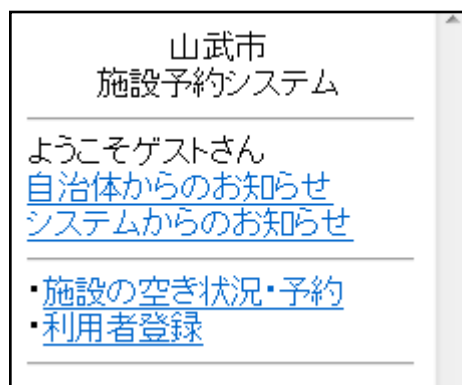 山武市
施設予約システム
ようこそゲストさん
自治体からのお知らせ
システムからのお知らせ
・施設の空き状況・予約
・利用者登録